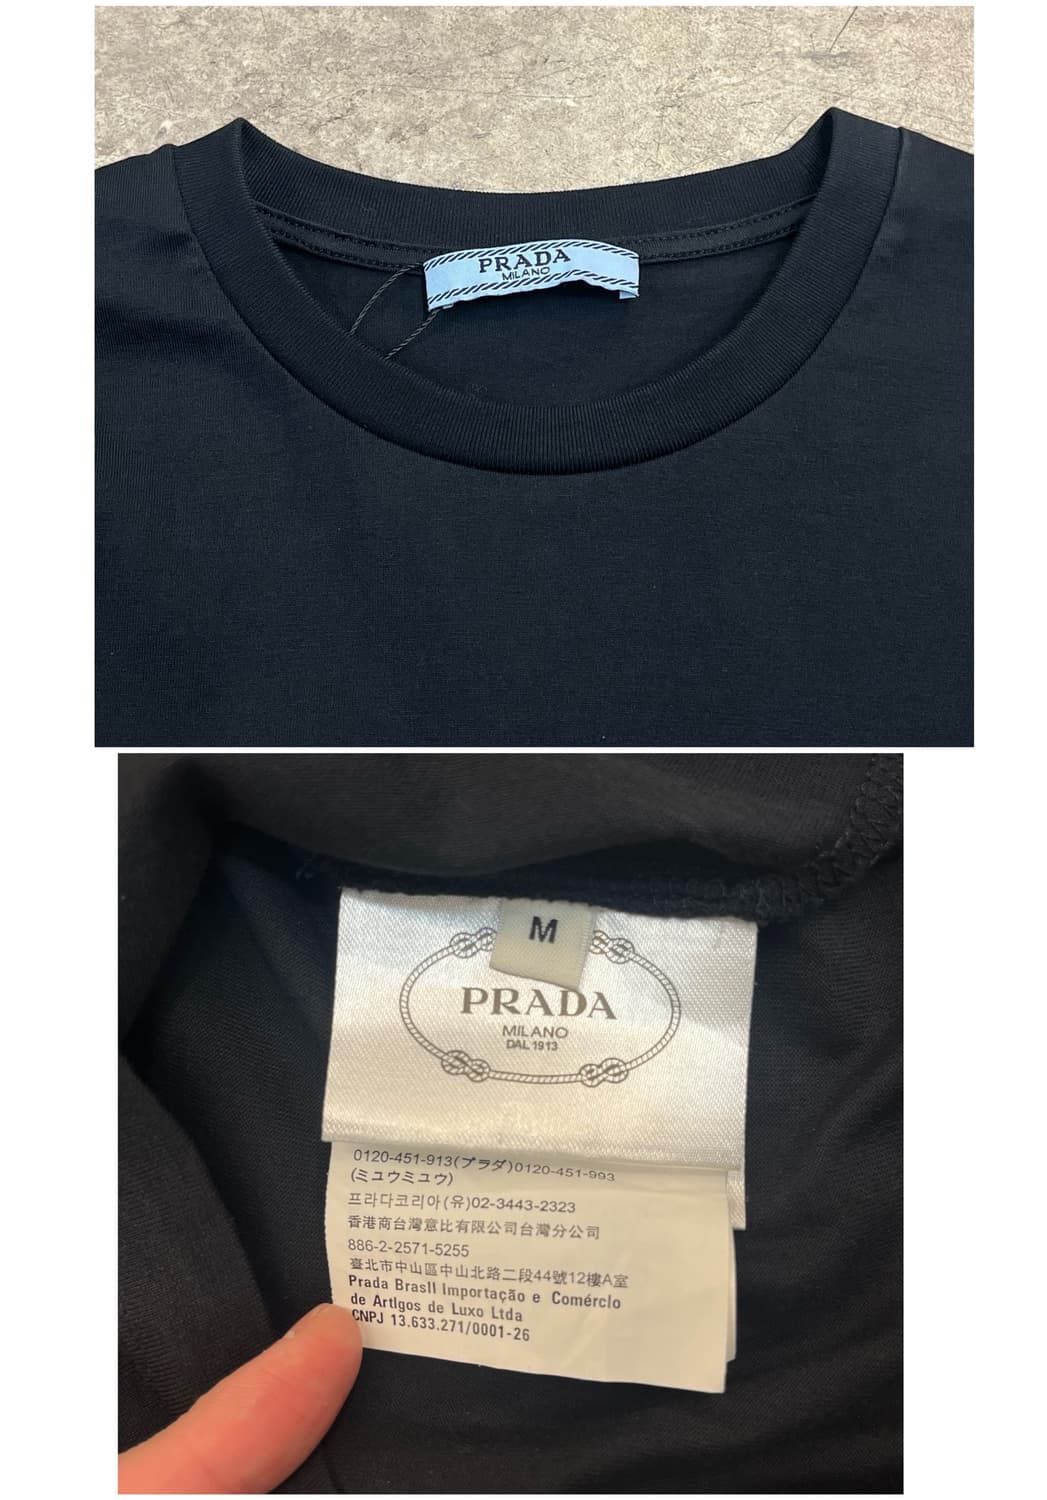 PRADA
MILANO
M
PRADA
MILANO
DAL 1913
0120-451-913(プラダ)0120-451-993
(ミュウミュウ)
프라다코리아(유)02-3443-2323
香港商台灣意比有限公司台灣分公司
886-2-2571-5255
臺北市中山區中山北路二段44號12樓A室
Prada Brasil Importação e Comércio
de Artigos de Luxo Ltda
CNPJ 13.633.271/0001-26